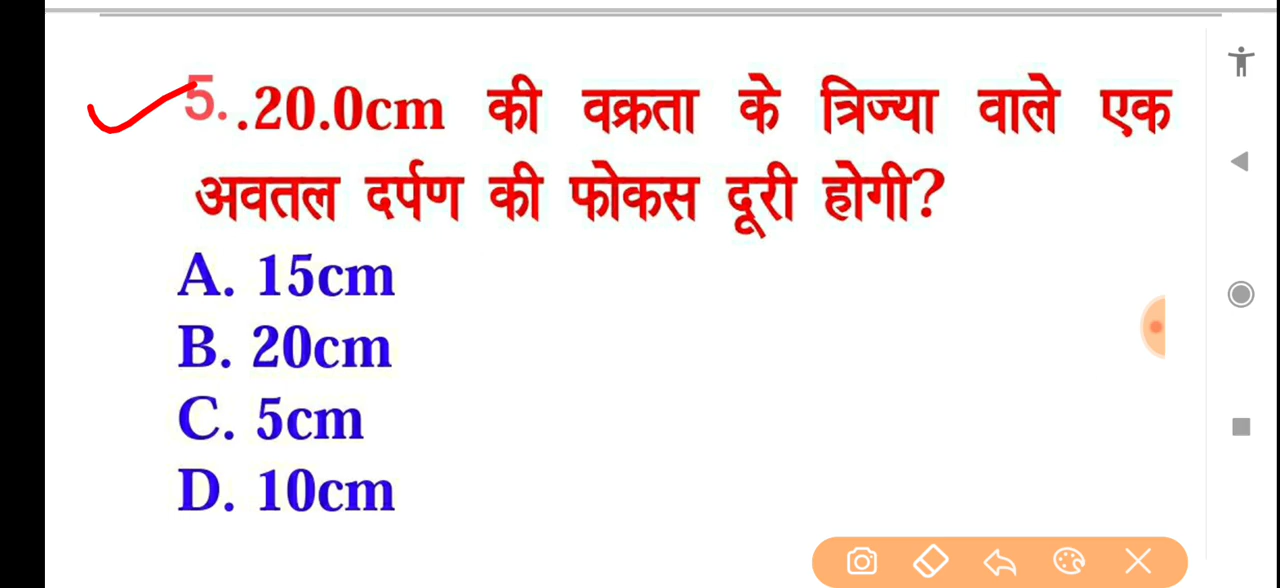 5..20.0cm की वक्रता के त्रिज्या वाले एक
अवतल दर्पण की फोकस दूरी होगी?
A. 15cm
B. 20cm
C. 5cm
D. 10cm